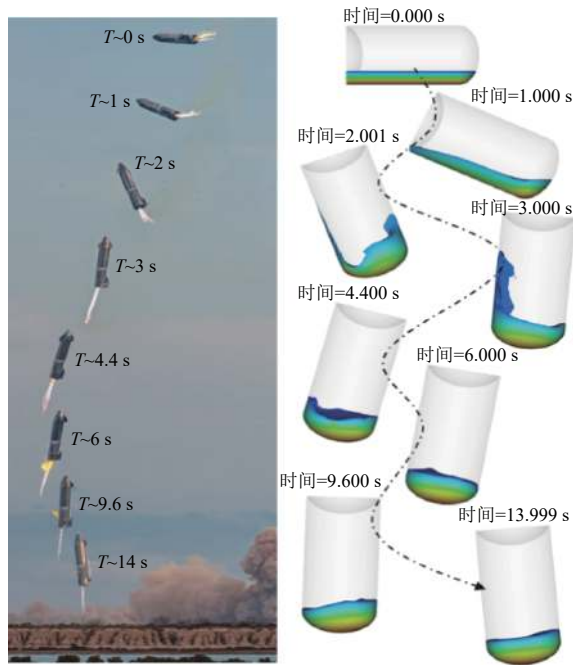 T~0 s
T~1 s
T~2 s
T~3 s
T~4.4 s
T~6 s
T~9.6 s
T~14 s
时间=0.000 s
时间=1.000 s
时间=2.001 s
时间=3.000 s
时间=4.400 s
时间=6.000 s
时间=9.600 s
时间=13.999 s